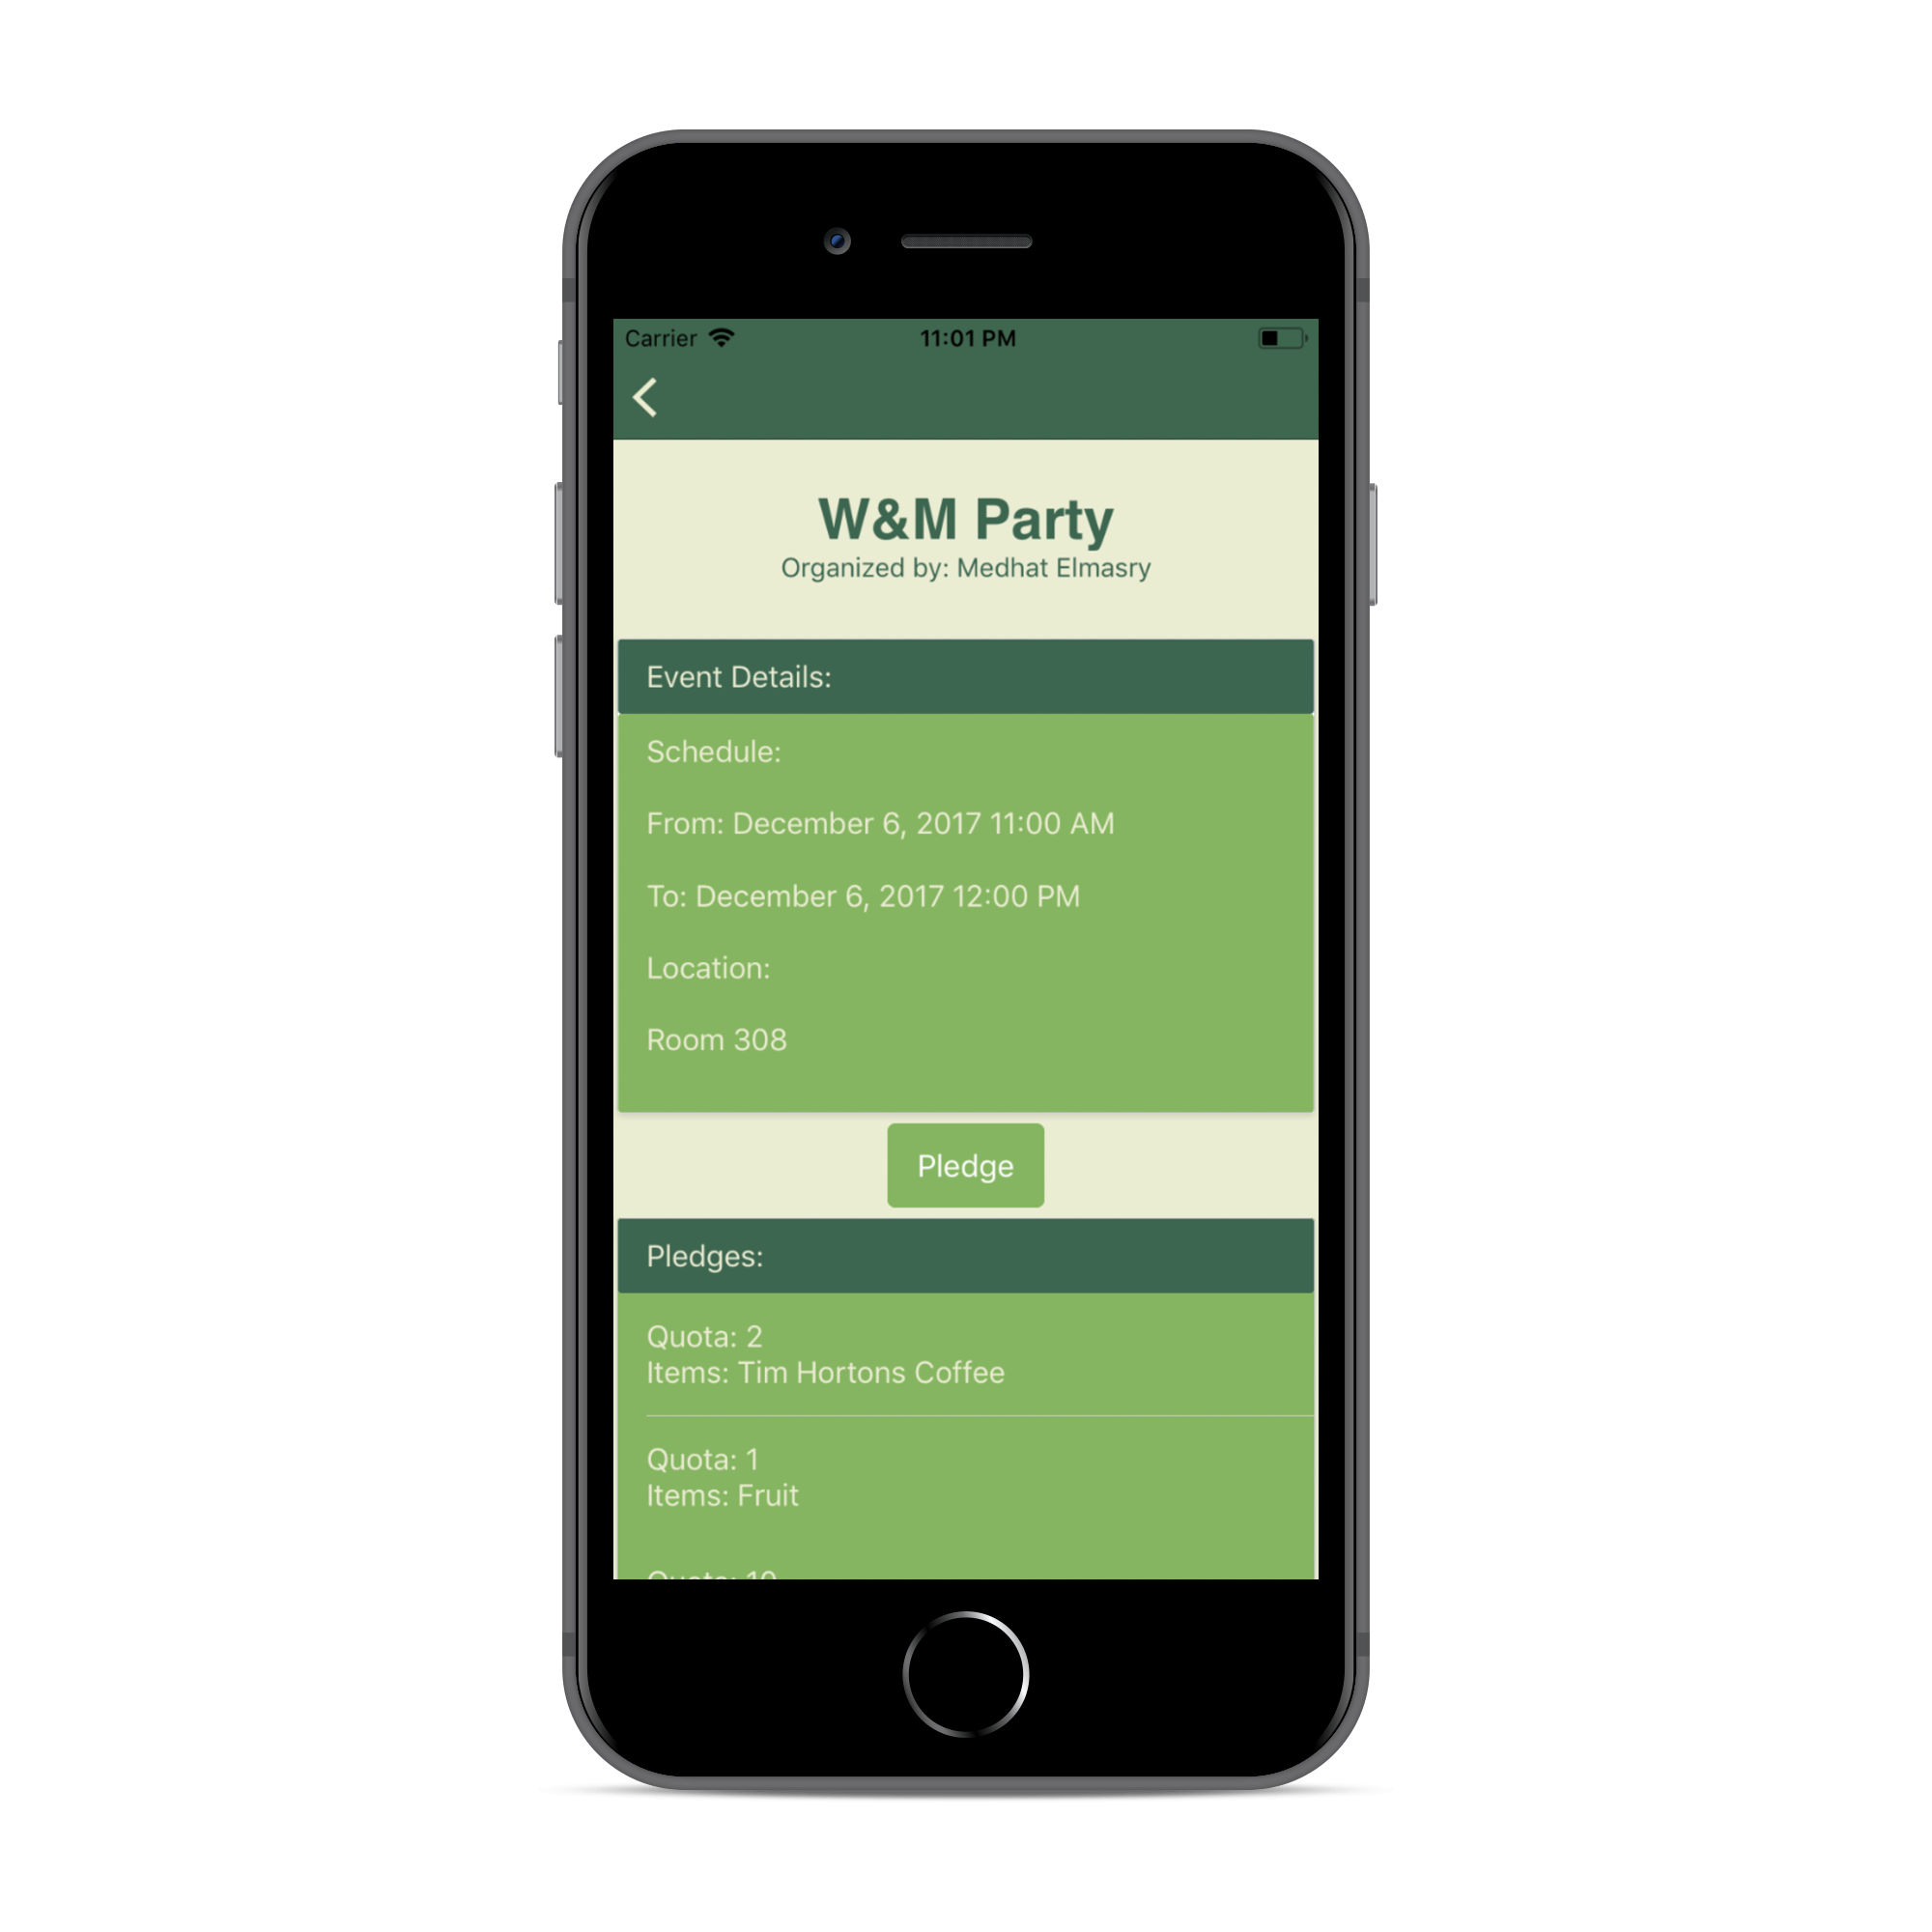 Carrier 11:01 PM
W&M Party
Organized by: Medhat Elmasry
Event Details:
Schedule:
From: December 6, 2017 11:00 AM
To: December 6, 2017 12:00 PM
Location:
Room 308
Pledge
Pledges:
Quota: 2
Items: Tim Hortons Coffee
Quota: 1
Items: Fruit